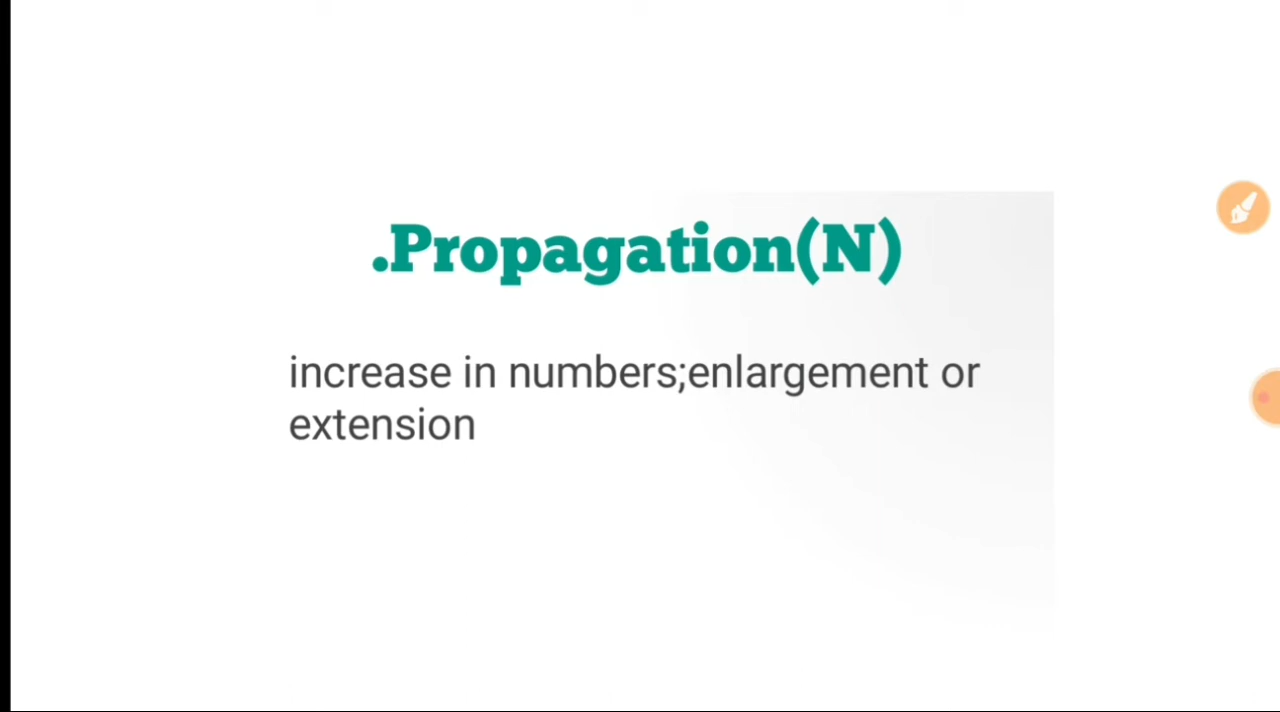 .Propagation(N)
increase in numbers;enlargement or
extension